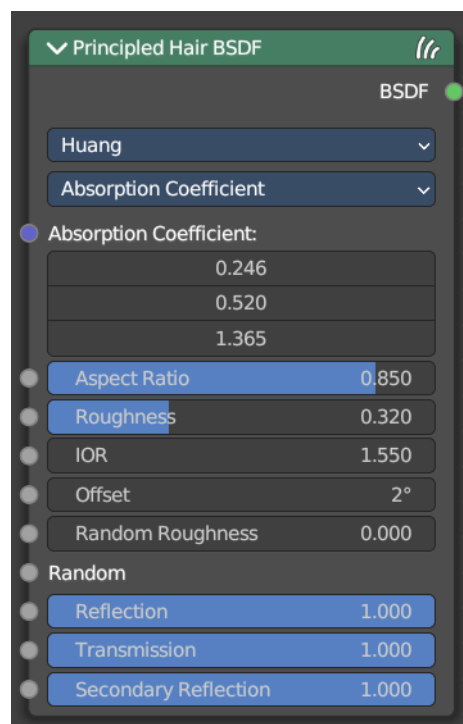 Principled Hair BSDF
BSDF
Huang
Absorption Coefficient
Absorption Coefficient:
0.246
0.520
1.365
Aspect Ratio 0.850
Roughness 0.320
IOR 1.550
Offset 2°
Random Roughness 0.000
Random
Reflection 1.000
Transmission 1.000
Secondary Reflection 1.000